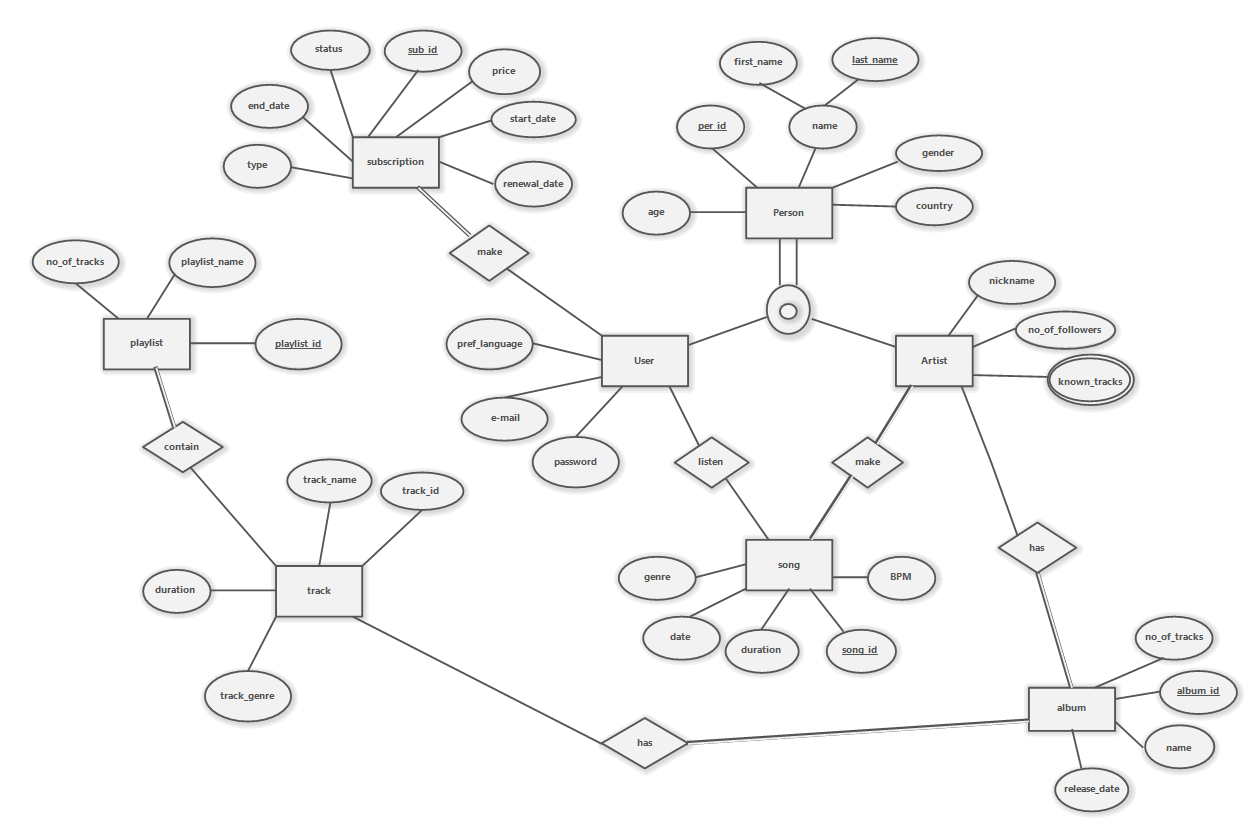 status
sub_id
price
end_date
start_date
type
subscription
renewal_date
make
first_name
last_name
per_id
name
gender
age
Person
country
no_of_tracks
playlist_name
playlist
playlist_id
contain
pref_language
User
e-mail
password
nickname
no_of_followers
Artist
known_tracks
listen
make
track_name
track_id
duration
track
track_genre
genre
song
BPM
date
duration
song_id
has
has
no_of_tracks
album_id
album
name
release_date